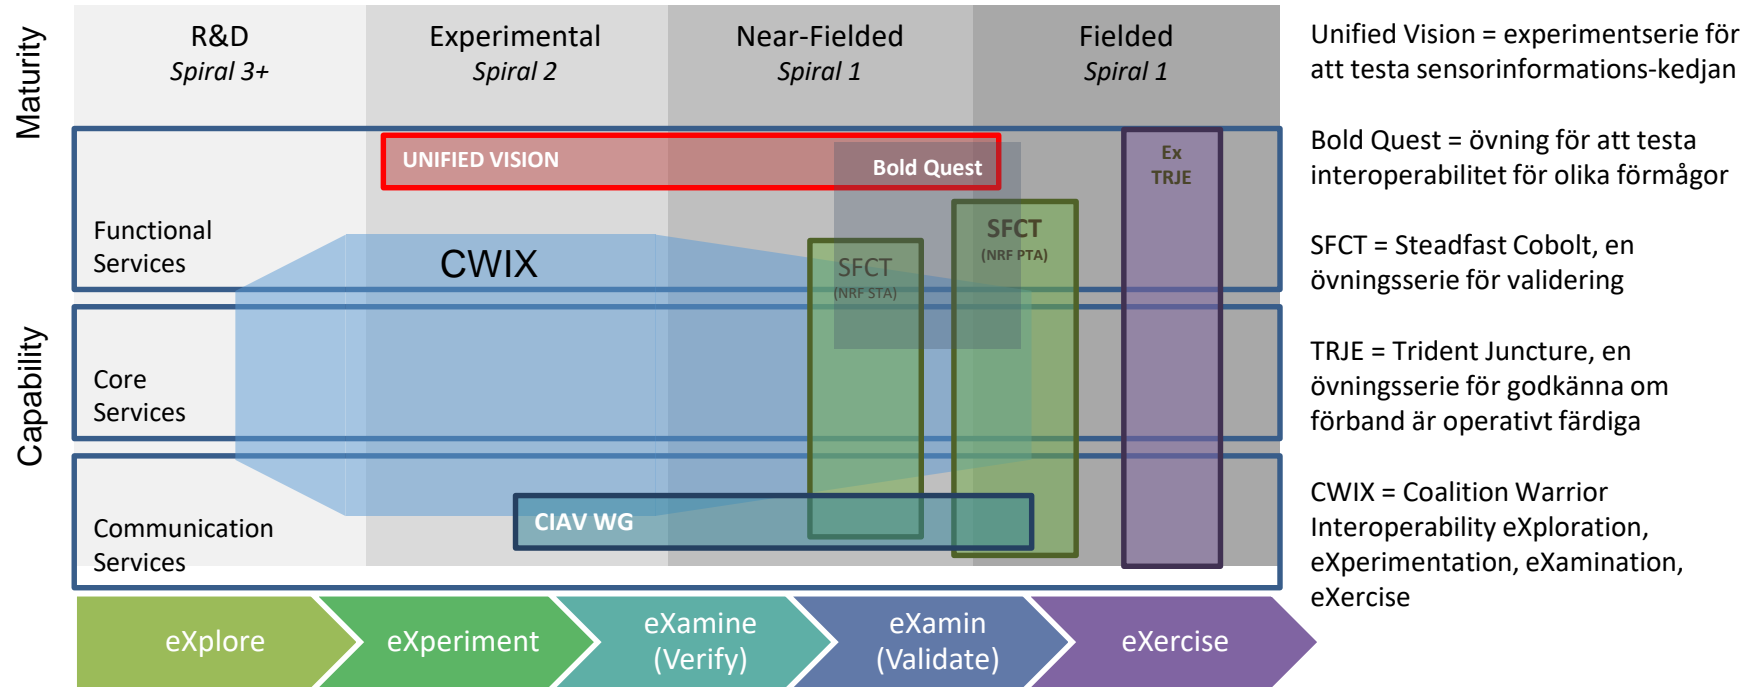 Maturity
R&D
Spiral 3+
Experimental
Spiral 2
Near-Fielded
Spiral 1
Fielded
Spiral 1
Capability
Functional
Services
Core
Services
Communication
Services
UNIFIED VISION
Bold Quest
Ex
TRJE
CWIX
SFCT
(NRF STA)
SFCT
(NRF PTA)
CIAV WG
eXplore
eXperiment
eXamine
(Verify)
eXamin
(Validate)
eXercise
Unified Vision = experimentserie för
att testa sensorinformations-kedjan
Bold Quest = övning för att testa
interoperabilitet för olika förmågor
SFCT = Steadfast Cobolt, en
övningsserie för validering
TRJE = Trident Juncture, en
övningsserie för godkänna om
förband är operativt färdiga
CWIX = Coalition Warrior
Interoperability eXploration,
eXperimentation, eXamination,
eXercise